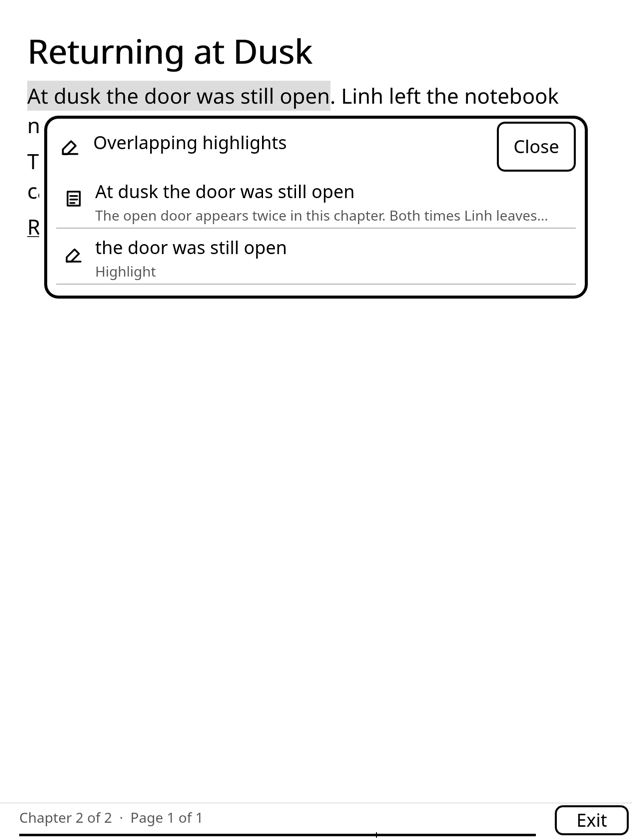 Returning at Dusk
At dusk the door was still open. Linh left the notebook
n
Overlapping highlights
Close
T
c
At dusk the door was still open
The open door appears twice in this chapter. Both times Linh leaves...
R
the door was still open
Highlight
Chapter 2 of 2 · Page 1 of 1
Exit